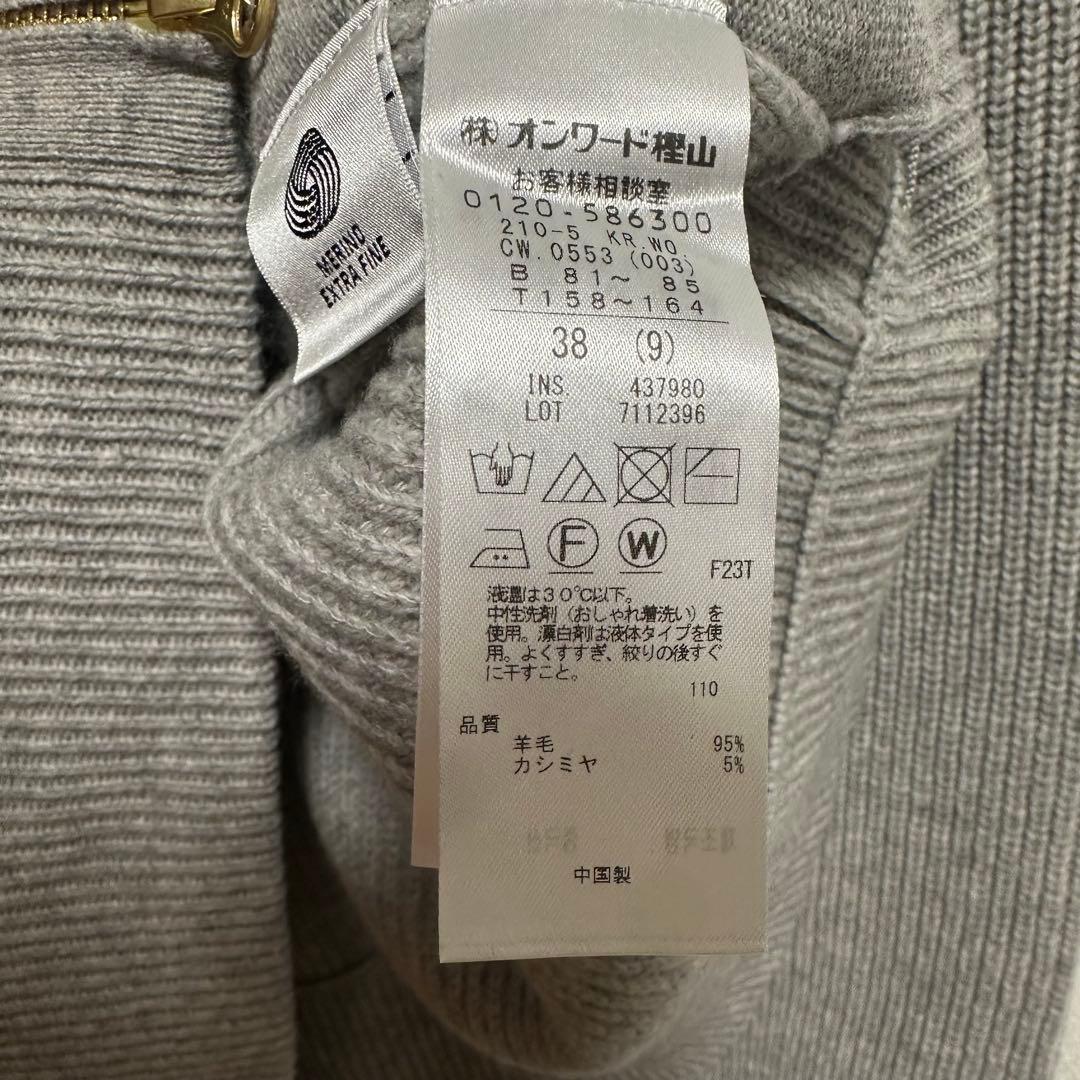 MERINO
EXTRA FINE
(株)オンワード樫山
お客様相談室
0120-586300
210-5 KR.WO
CW.0553 (003)
B 81~ 85
T158~164
38 (9)
INS. 437980
LOT 7112396
F
W
F23T
液温は30℃以下。
中性洗剤(おしゃれ着洗い)を
使用。漂白剤は液体タイプを使
用。よくすすぎ、絞りの後すぐ
に干すこと。
110
品質
羊毛 95%
カシミヤ 5%
中国製